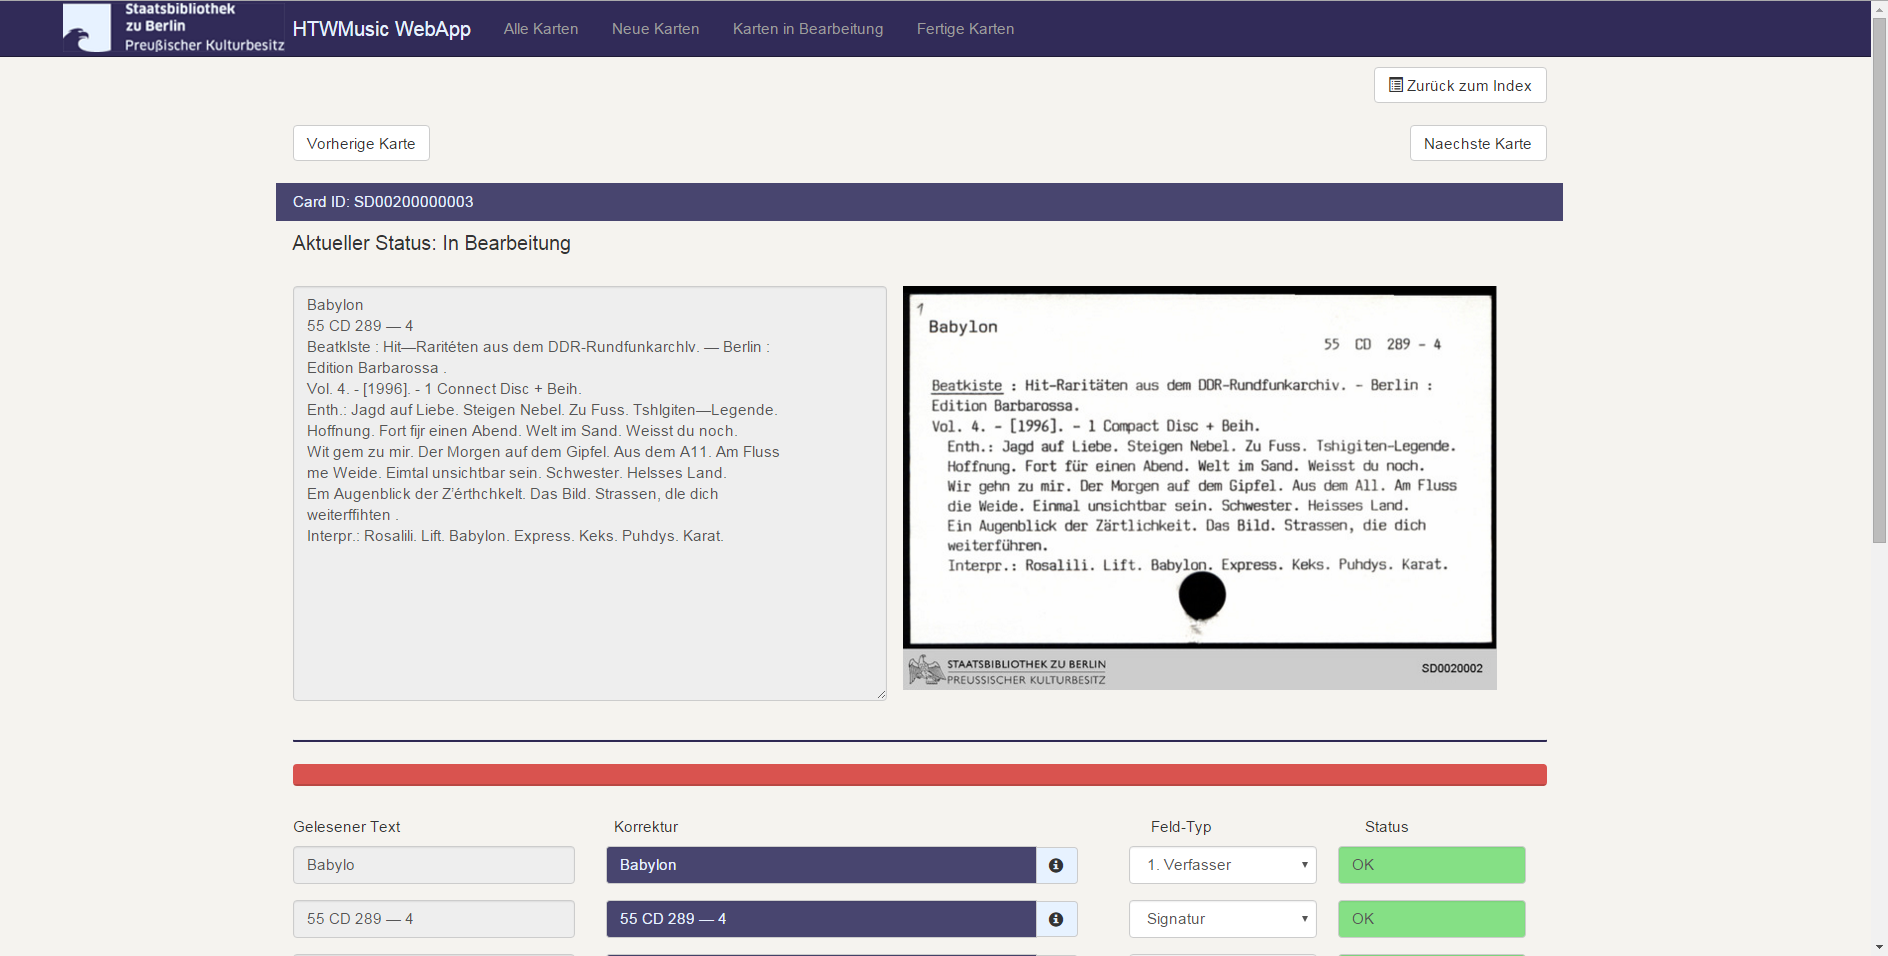 Staatsbibliothek
zu Berlin
Preußischer Kulturbesitz
HTWMusic WebApp
Alle Karten
Neue Karten
Karten in Bearbeitung
Fertige Karten
Zurück zum Index
Vorherige Karte
Naechste Karte
Card ID: SD00200000003
Aktueller Status: In Bearbeitung
Babylon
55 CD 289 — 4
Beatklste : Hit—Raritéten aus dem DDR-Rundfunkarchlv. — Berlin :
Edition Barbarossa .
Vol. 4. - [1996]. - 1 Connect Disc + Beih.
Enth.: Jagd auf Liebe. Steigen Nebel. Zu Fuss. Tshlgiten—Legende.
Hoffnung. Fort fijr einen Abend. Welt im Sand. Weisst du noch.
Wit gem zu mir. Der Morgen auf dem Gipfel. Aus dem A11. Am Fluss
me Weide. Eimtal unsichtbar sein. Schwester. Helsses Land.
Em Augenblick der Z’érthchkelt. Das Bild. Strassen, dle dich
weiterffihten .
Interpr.: Rosalili. Lift. Babylon. Express. Keks. Puhdys. Karat.
1
Babylon
55 CD 289 - 4
Beatkiste : Hit-Raritäten aus dem DDR-Rundfunkarchiv. - Berlin :
Edition Barbarossa.
Vol. 4. - [1996]. - 1 Compact Disc + Beih.
Enth.: Jagd auf Liebe. Steigen Nebel. Zu Fuss. Tshigiten-Legende.
Hoffnung. Fort für einen Abend. Welt im Sand. Weisst du noch.
Wir gehn zu mir. Der Morgen auf dem Gipfel. Aus dem All. Am Fluss
die Weide. Einmal unsichtbar sein. Schwester. Heisses Land.
Ein Augenblick der Zärtlichkeit. Das Bild. Strassen, die dich
weiterführen.
Interpr.: Rosalili. Lift. Babylon. Express. Keks. Puhdys. Karat.
STAATSBIBLIOTHEK ZU BERLIN
PREUSSISCHER KULTURBESITZ
SD0020002
Gelesener Text
Korrektur
Feld-Typ
Status
Babylo
Babylon
1. Verfasser
OK
55 CD 289 — 4
55 CD 289 — 4
Signatur
OK